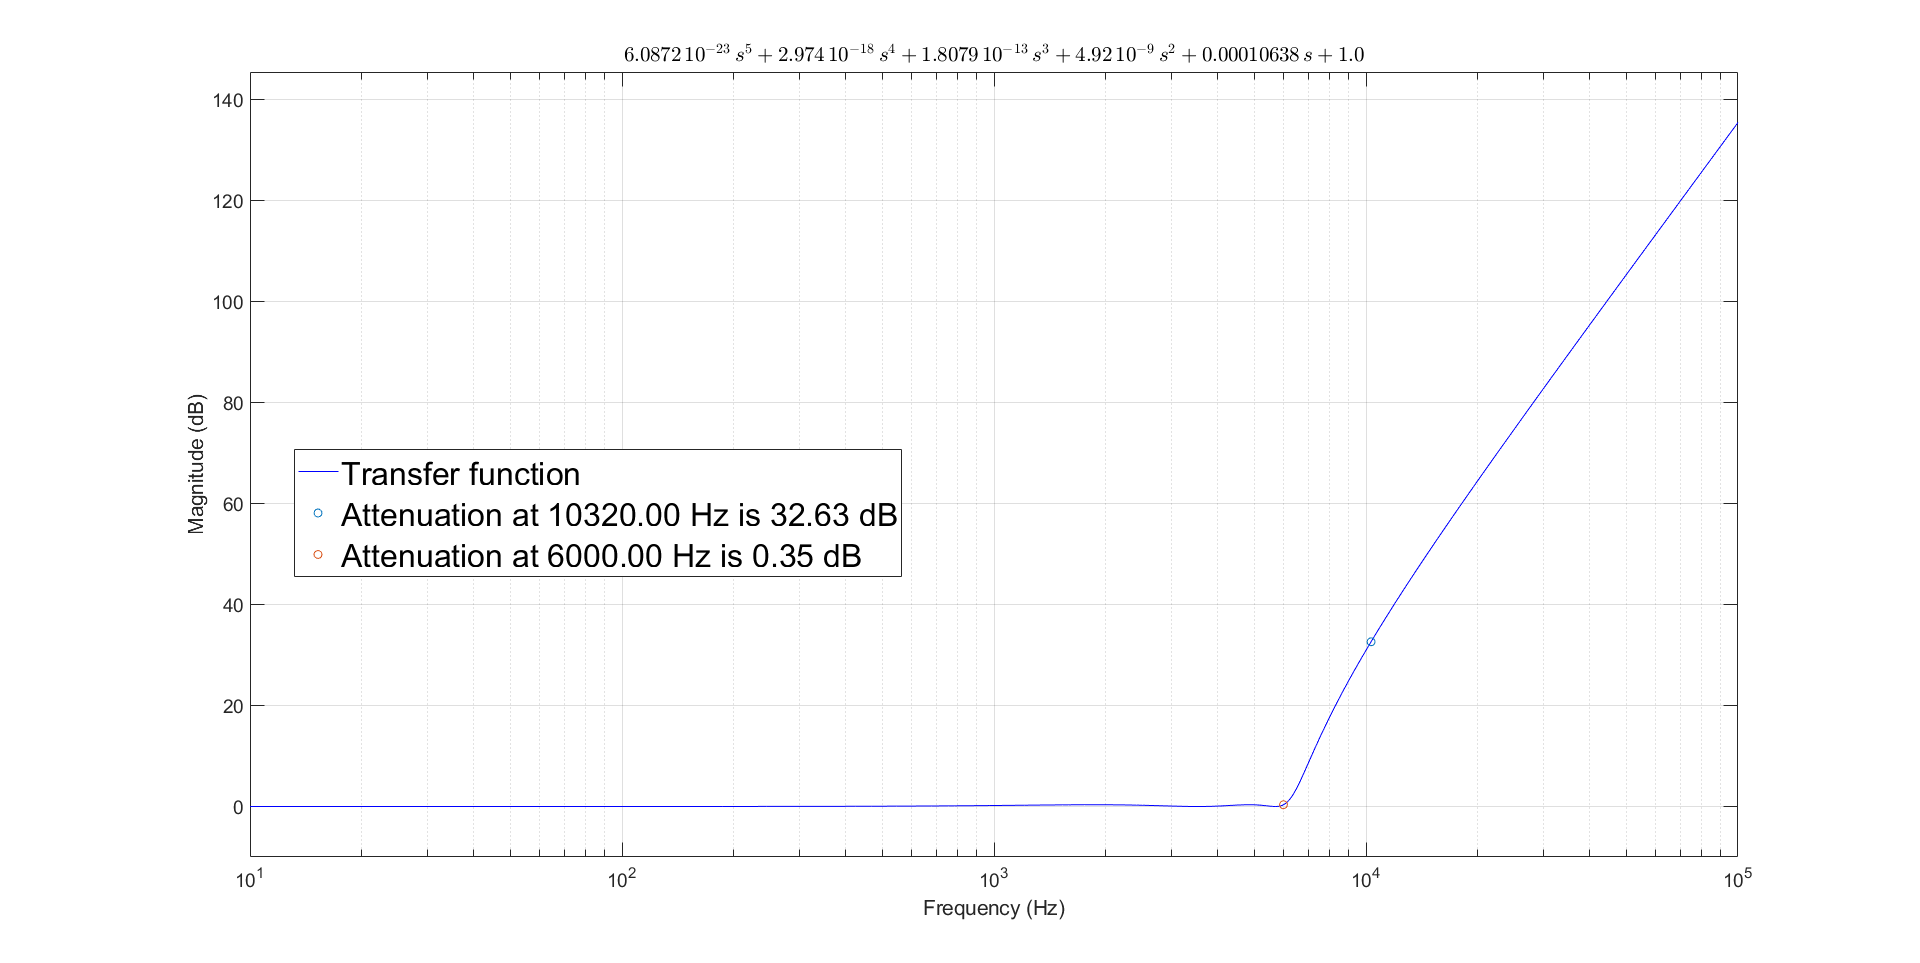 6.0872 10^{-23} s^5 + 2.974 10^{-18} s^4 + 1.8079 10^{-13} s^3 + 4.92 10^{-9} s^2 + 0.00010638 s + 1.0
140
120
100
80
60
40
20
0
Magnitude (dB)
Transfer function
Attenuation at 10320.00 Hz is 32.63 dB
Attenuation at 6000.00 Hz is 0.35 dB
10^1 10^2 10^3 10^4 10^5
Frequency (Hz)